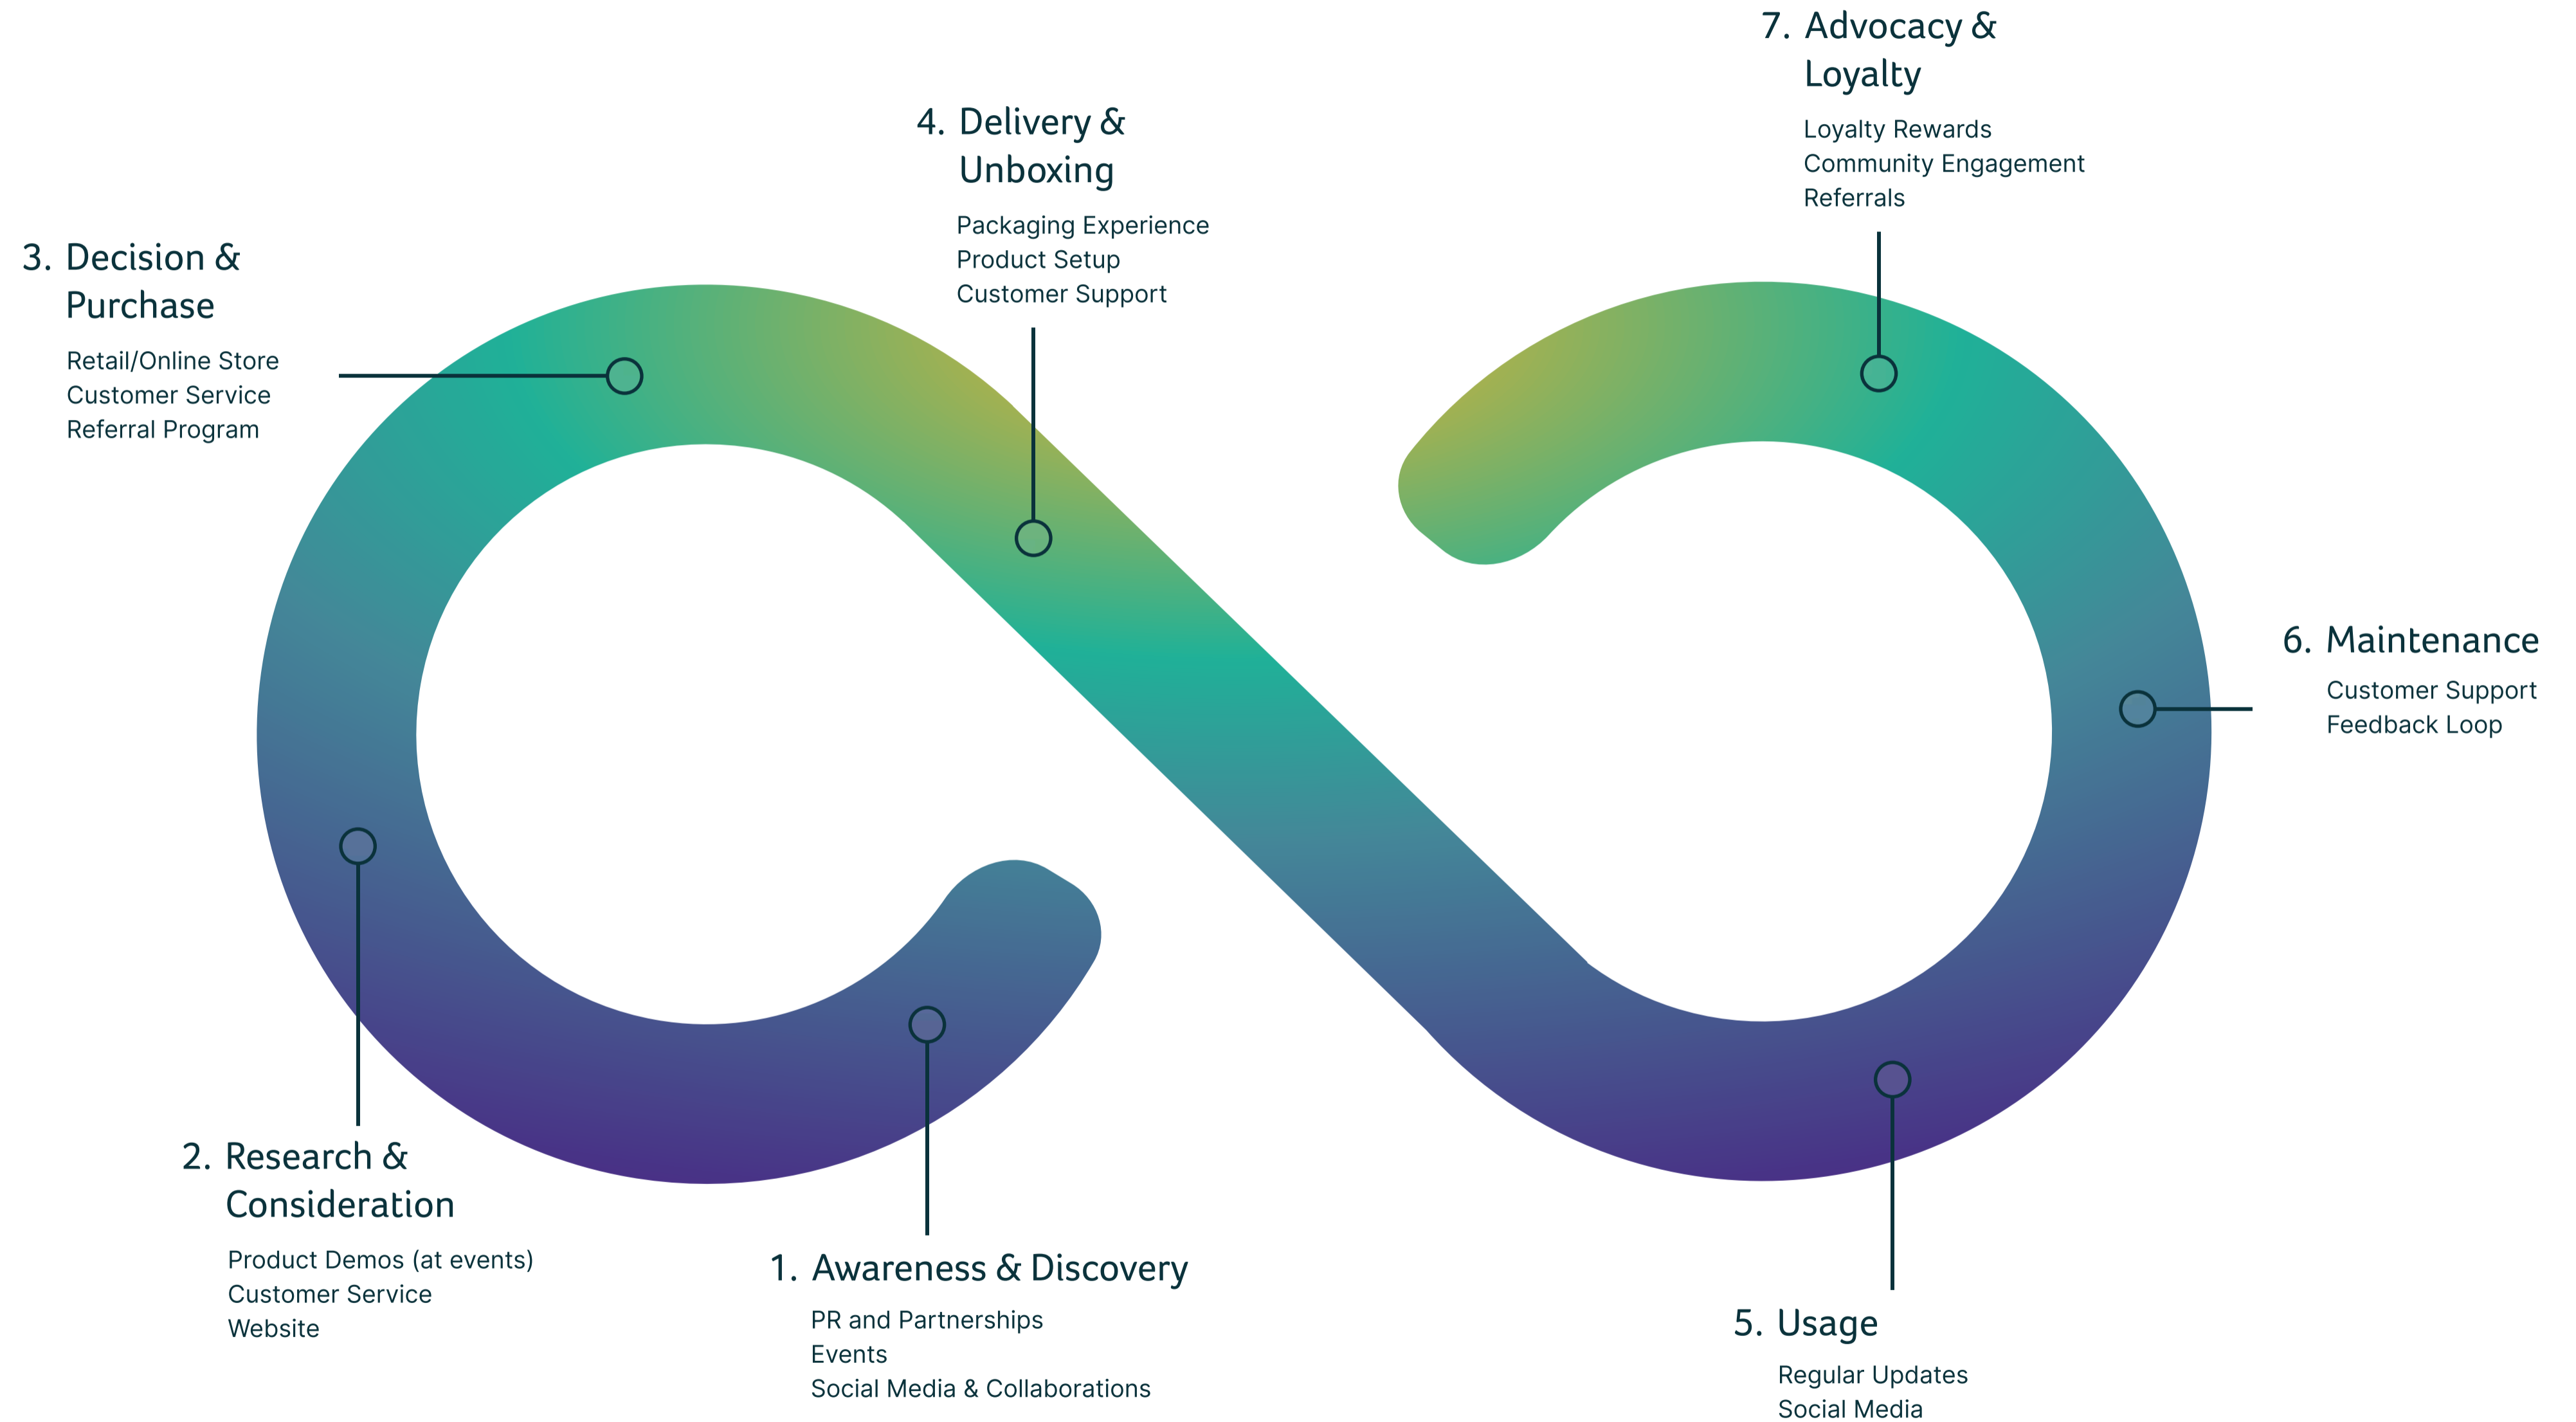 1. Awareness & Discovery
PR and Partnerships
Events
Social Media & Collaborations
2. Research &
Consideration
Product Demos (at events)
Customer Service
Website
3. Decision &
Purchase
Retail/Online Store
Customer Service
Referral Program
4. Delivery &
Unboxing
Packaging Experience
Product Setup
Customer Support
5. Usage
Regular Updates
Social Media
6. Maintenance
Customer Support
Feedback Loop
7. Advocacy &
Loyalty
Loyalty Rewards
Community Engagement
Referrals